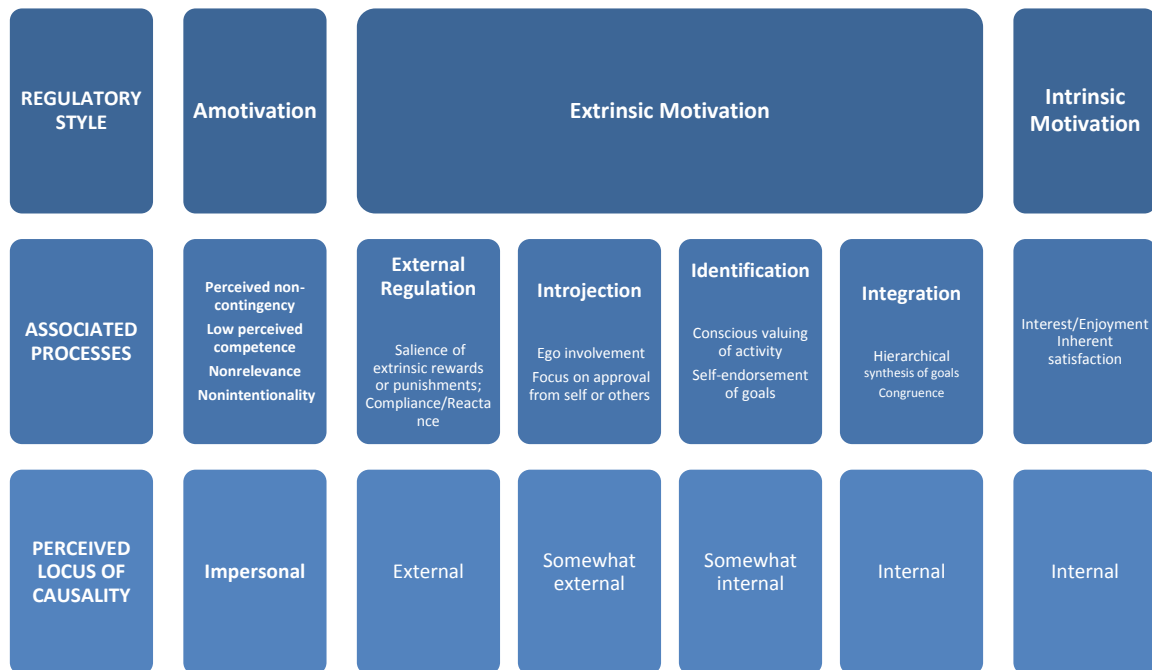 REGULATORY
STYLE
Amotivation
Extrinsic Motivation
Intrinsic
Motivation
ASSOCIATED
PROCESSES
Perceived non-
contingency
Low perceived
competence
Nonrelevance
Nonintentionality
External
Regulation
Salience of
extrinsic rewards
or punishments;
Compliance/Reacta
nce
Introjection
Ego involvement
Focus on approval
from self or others
Identification
Conscious valuing
of activity
Self-endorsement
of goals
Integration
Hierarchical
synthesis of goals
Congruence
Interest/Enjoyment
Inherent
satisfaction
PERCEIVED
LOCUS OF
CAUSALITY
Impersonal
External
Somewhat
external
Somewhat
internal
Internal
Internal